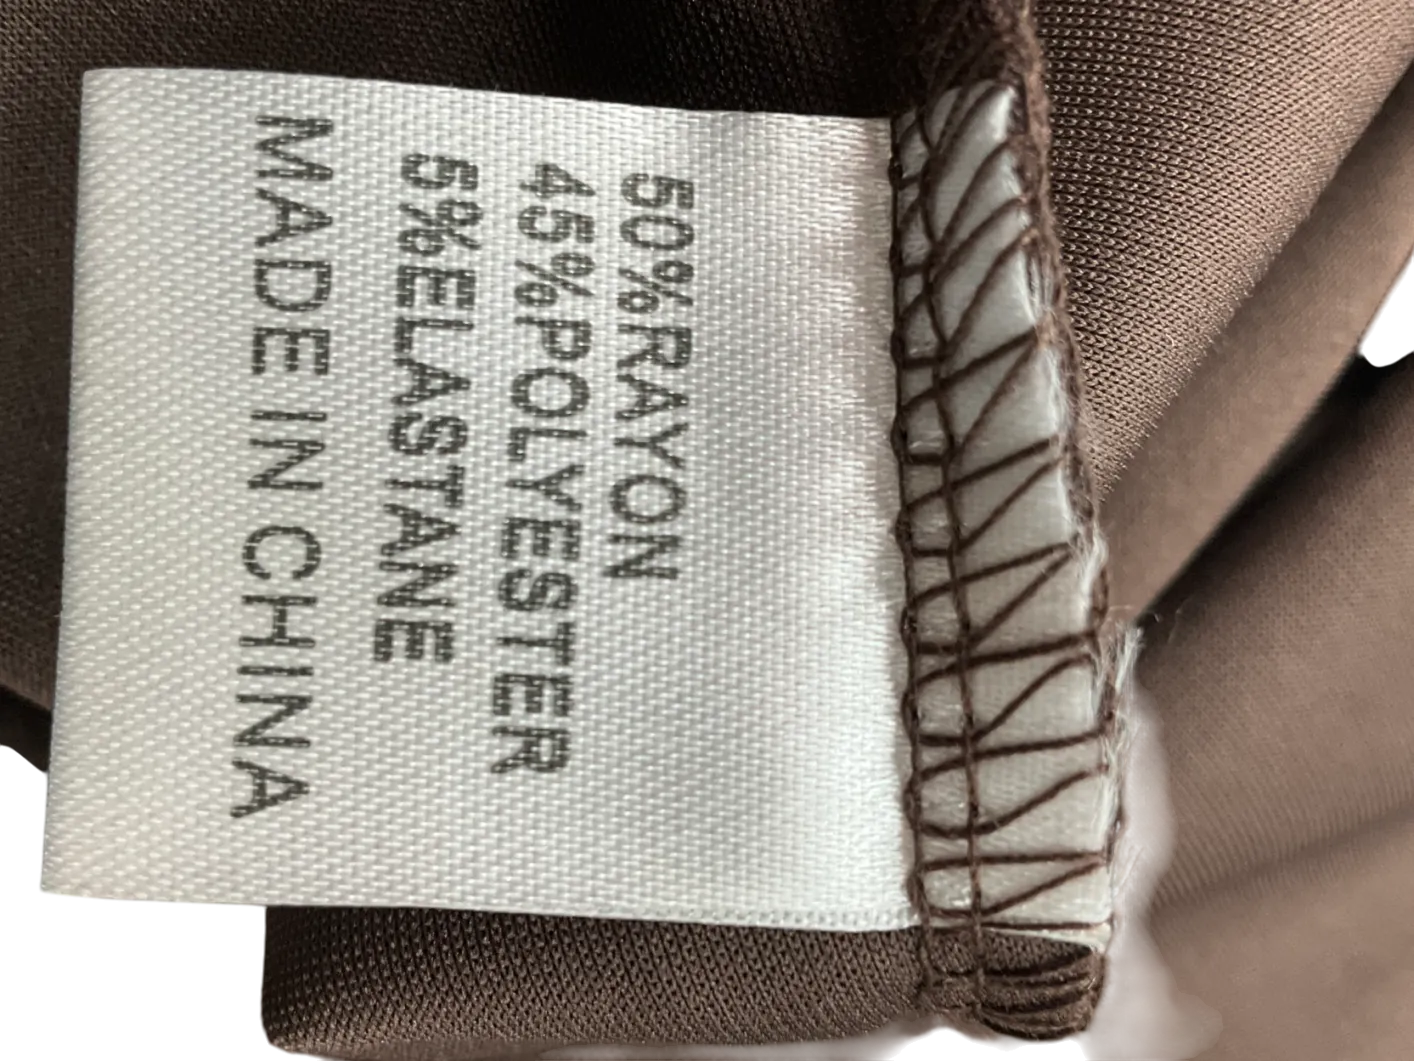 50%RAYON
45%POLYESTER
5%ELASTANE
MADE IN CHINA